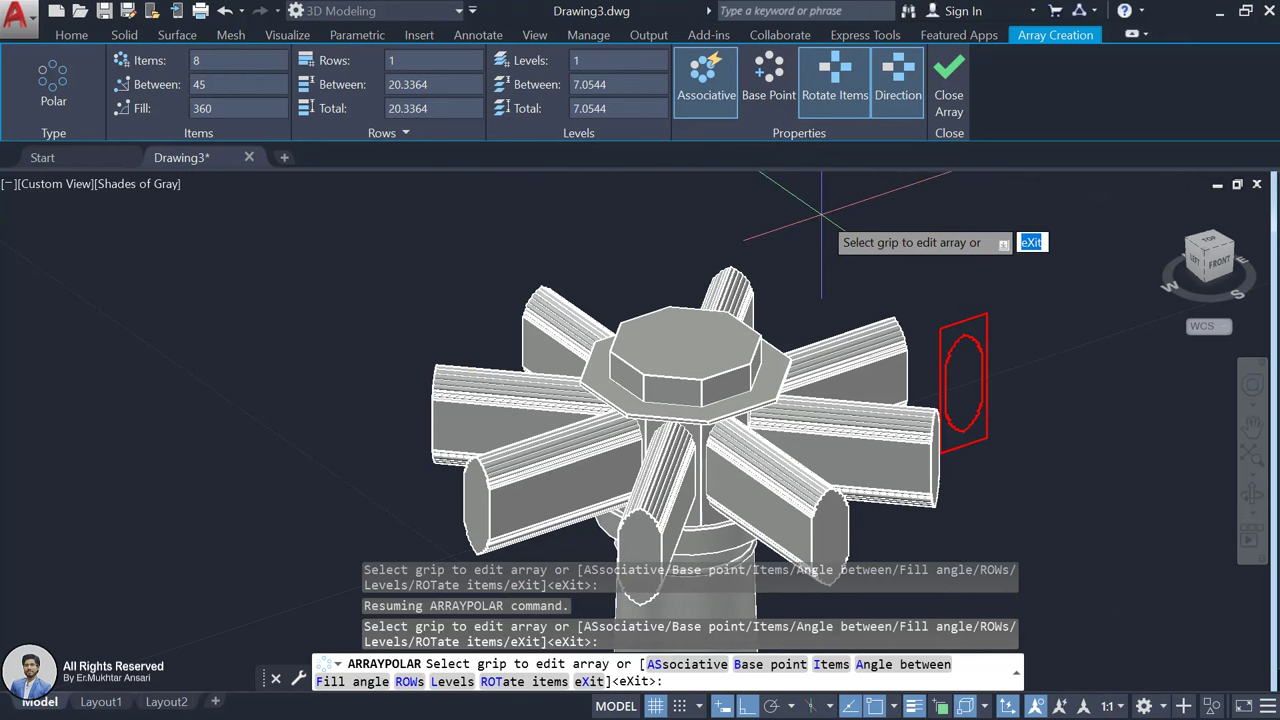 3D Modeling
Drawing3.dwg
Type a keyword or phrase
Sign In
Home Solid Surface Mesh Visualize Parametric Insert Annotate View Manage Output Add-ins Collaborate Express Tools Featured Apps Array Creation
Polar
Items: 8
Between: 45
Fill: 360
Rows: 1
Between: 20.3364
Total: 20.3364
Levels: 1
Between: 7.0544
Total: 7.0544
Associative Base Point Rotate Items Direction
Close
Array
Type Items Rows Levels Properties Close
Start Drawing3*
[−][Custom View][Shades of Gray]
Select grip to edit array or eXit
TOP
LEFT FRONT
W E
S
WCS
Select grip to edit array or [ASsociative/Base point/Items/Angle between/Fill angle/ROWs/
Levels/ROTate items/eXit]<eXit>:
Resuming ARRAYPOLAR command.
Select grip to edit array or [ASsociative/Base point/Items/Angle between/Fill angle/ROWs/
Levels/ROTate items/eXit]<eXit>:
ARRAYPOLAR Select grip to edit array or [ASsociative Base point Items Angle between
Fill angle ROWs Levels ROTate items eXit]<eXit>:
All Rights Reserved
By Er.Mukhtar Ansari
Model Layout1 Layout2
MODEL
1:1